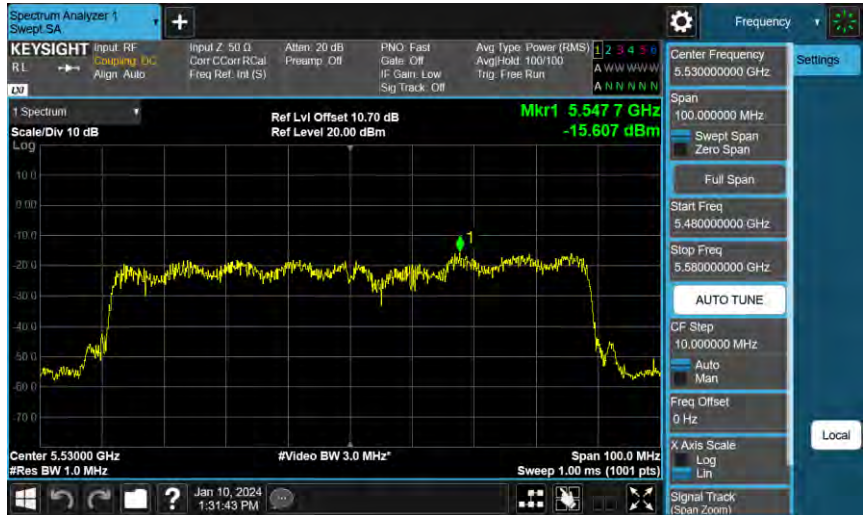 Spectrum Analyzer 1
Swept SA
+
Frequency
KEYSIGHT
RL
LXI
Input: RF
Coupling: DC
Align: Auto
Input Z: 50 Ω
Corr CCorr RCal
Freq Ref: Int (S)
Atten: 20 dB
Preamp: Off
PNO: Fast
Gate: Off
IF Gain: Low
Sig Track: Off
Avg Type: Power (RMS)
Avg|Hold: 100/100
Trig: Free Run
1 2 3 4 5 6
A W W W W W
A N N N N N
1 Spectrum
Scale/Div 10 dB
Ref Lvl Offset 10.70 dB
Ref Level 20.00 dBm
Mkr1 5.547 7 GHz
-15.607 dBm
Log
10.0
0.00
-10.0
-20.0
-30.0
-40.0
-50.0
-60.0
-70.0
1
Center 5.53000 GHz
#Res BW 1.0 MHz
#Video BW 3.0 MHz*
Span 100.0 MHz
Sweep 1.00 ms (1001 pts)
?
Jan 10, 2024
1:31:43 PM
Center Frequency
5.530000000 GHz
Span
100.000000 MHz
Swept Span
Zero Span
Full Span
Start Freq
5.480000000 GHz
Stop Freq
5.580000000 GHz
AUTO TUNE
CF Step
10.000000 MHz
Auto
Man
Freq Offset
0 Hz
X Axis Scale
Log
Lin
Signal Track
(Span Zoom)
Settings
Local